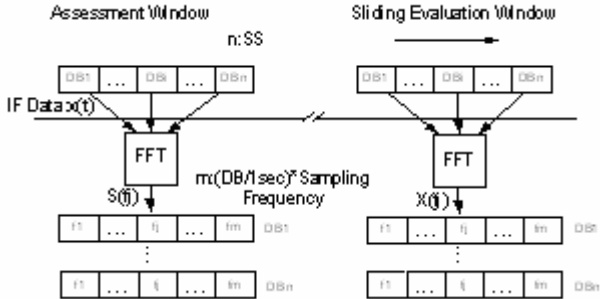 Assessment Window
Sliding Evaluation Window
n:SS
DB1 ... DBi ... DBn
DB1 ... DBi ... DBn
IF Data x(t)
FFT
FFT
m:(DB/1sec)* Sampling
Frequency
S(fj)
X(fj)
f1 ... fj ... fm DB1
f1 ... fj ... fm DB1
f1 ... fj ... fm DBn
f1 ... fj ... fm DBn